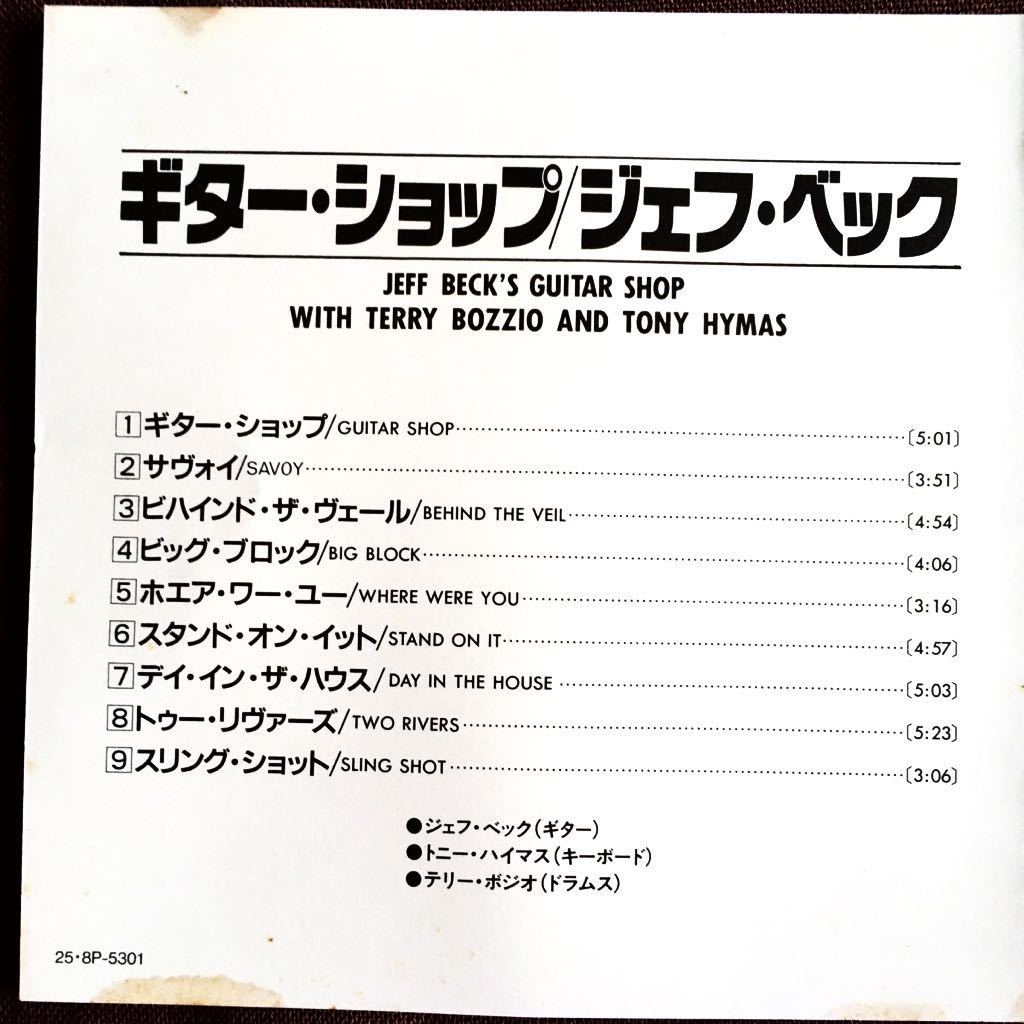 ギター・ショップ/ジェフ・ベック
JEFF BECK'S GUITAR SHOP
WITH TERRY BOZZIO AND TONY HYMAS
1 ギター・ショップ/GUITAR SHOP〔5:01〕
2 サヴォイ/SAVOY〔3:51〕
3 ビハインド・ザ・ヴェール/BEHIND THE VEIL〔4:54〕
4 ビッグ・ブロック/BIG BLOCK〔4:06〕
5 ホエア・ワー・ユー/WHERE WERE YOU〔3:16〕
6 スタンド・オン・イット/STAND ON IT〔4:57〕
7 デイ・イン・ザ・ハウス/DAY IN THE HOUSE〔5:03〕
8 トゥー・リヴァーズ/TWO RIVERS〔5:23〕
9 スリング・ショット/SLING SHOT〔3:06〕
●ジェフ・ベック(ギター)
●トニー・ハイマス(キーボード)
●テリー・ボジオ(ドラムス)
25・8P-5301